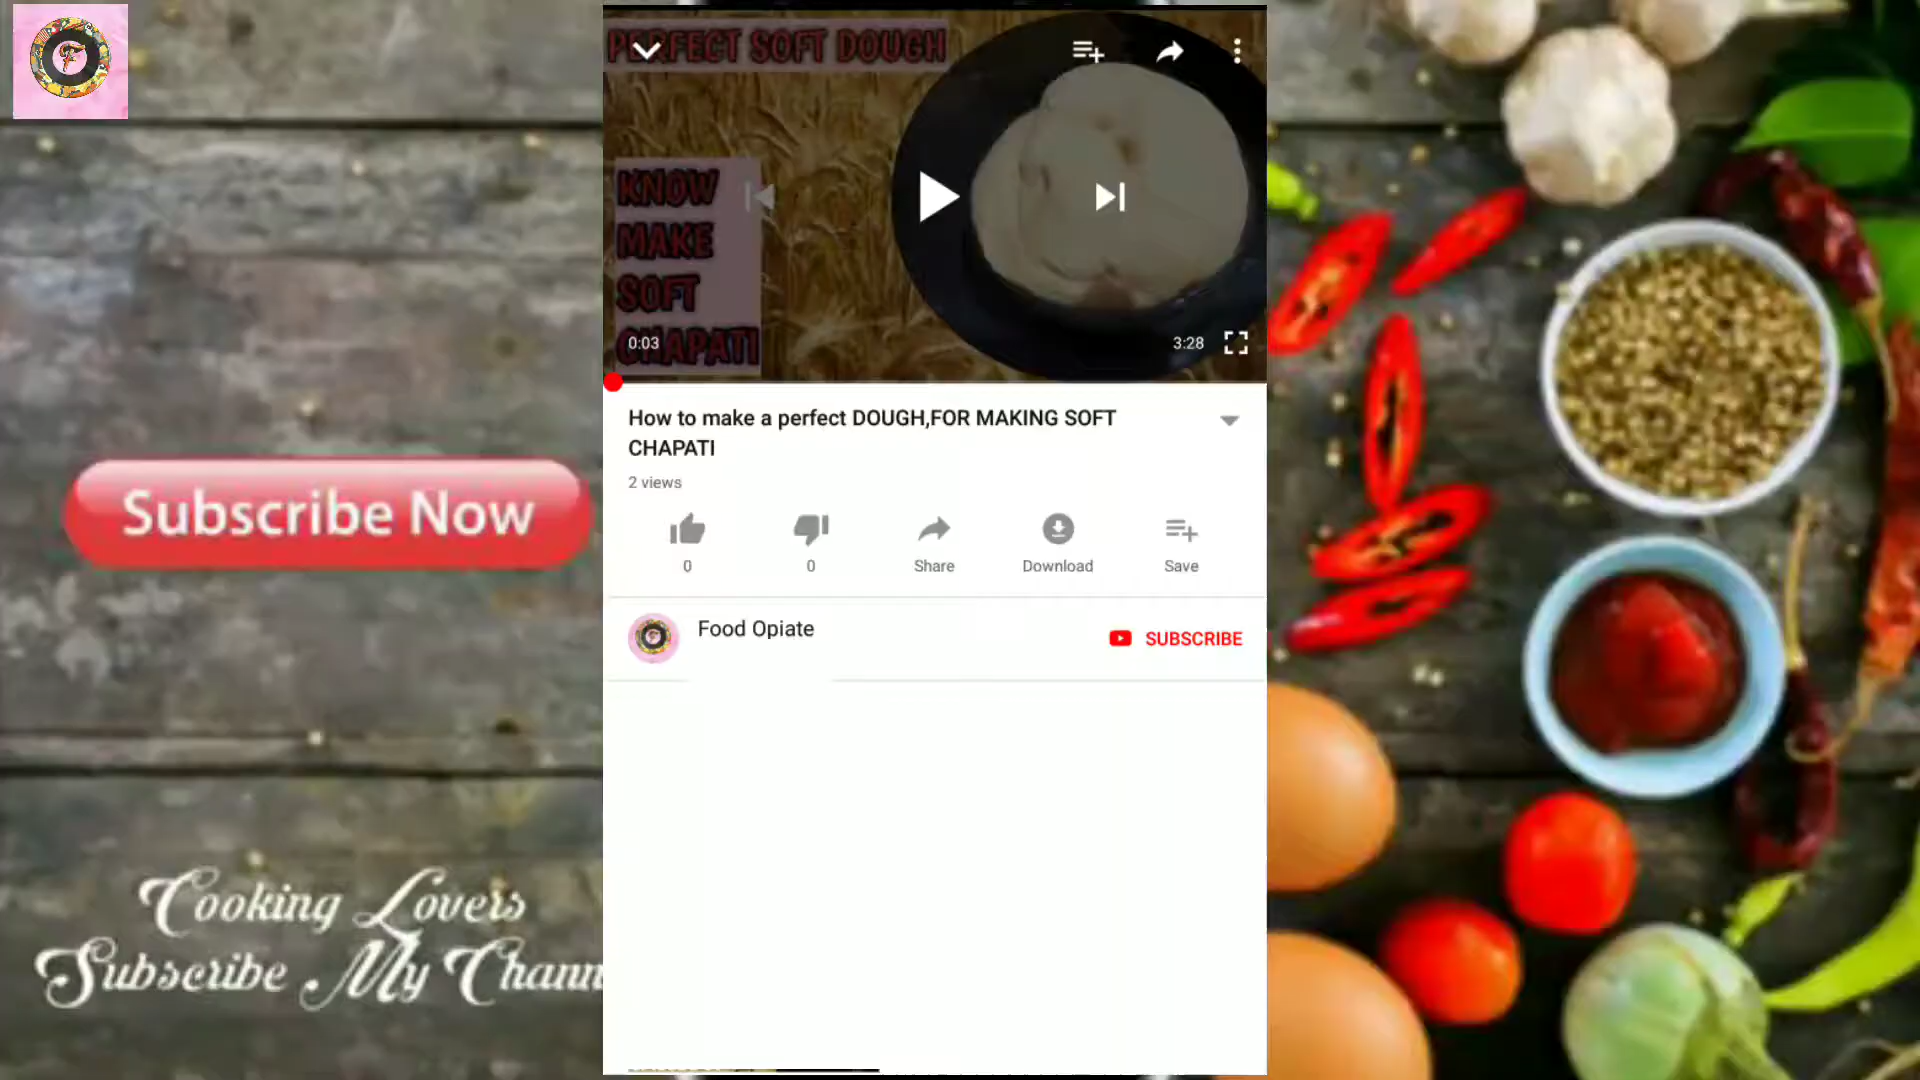 PERFECT SOFT DOUGH
KNOW
MAKE
SOFT
CHAPATI
0:03
3:28
How to make a perfect DOUGH,FOR MAKING SOFT
CHAPATI
2 views
0
0
Share
Download
Save
Food Opiate
SUBSCRIBE
Subscribe Now
Cooking Lovers
Subscribe My Chann